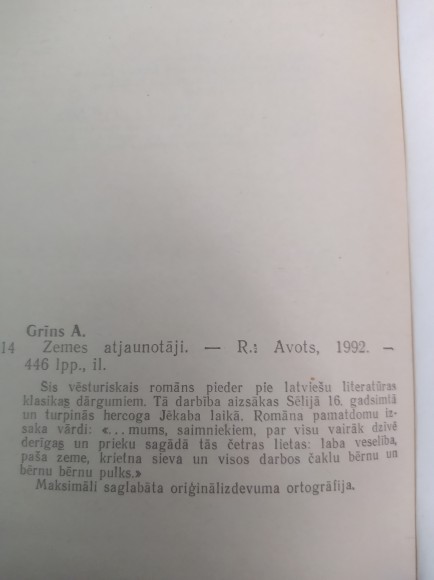 Grīns A.
14 Zemes atjaunotāji. — R.: Avots, 1992. —
446 lpp., il.
Šis vēsturiskais romāns pieder pie latviešu literatūras
klasikas dārgumiem. Tā darbība aizsākas Sēlijā 16. gadsimtā
un turpinās hercoga Jēkaba laikā. Romāna pamatdomu iz-
saka vārdi: «...mums, saimniekiem, par visu vairāk dzīvē
derīgas un prieku sagādā tās četras lietas: laba veselība,
paša zeme, krietna sieva un visos darbos čaklu bērnu un
bērnu bērnu pulks.»
Maksimāli saglabāta oriģinālizdevuma ortogrāfija.